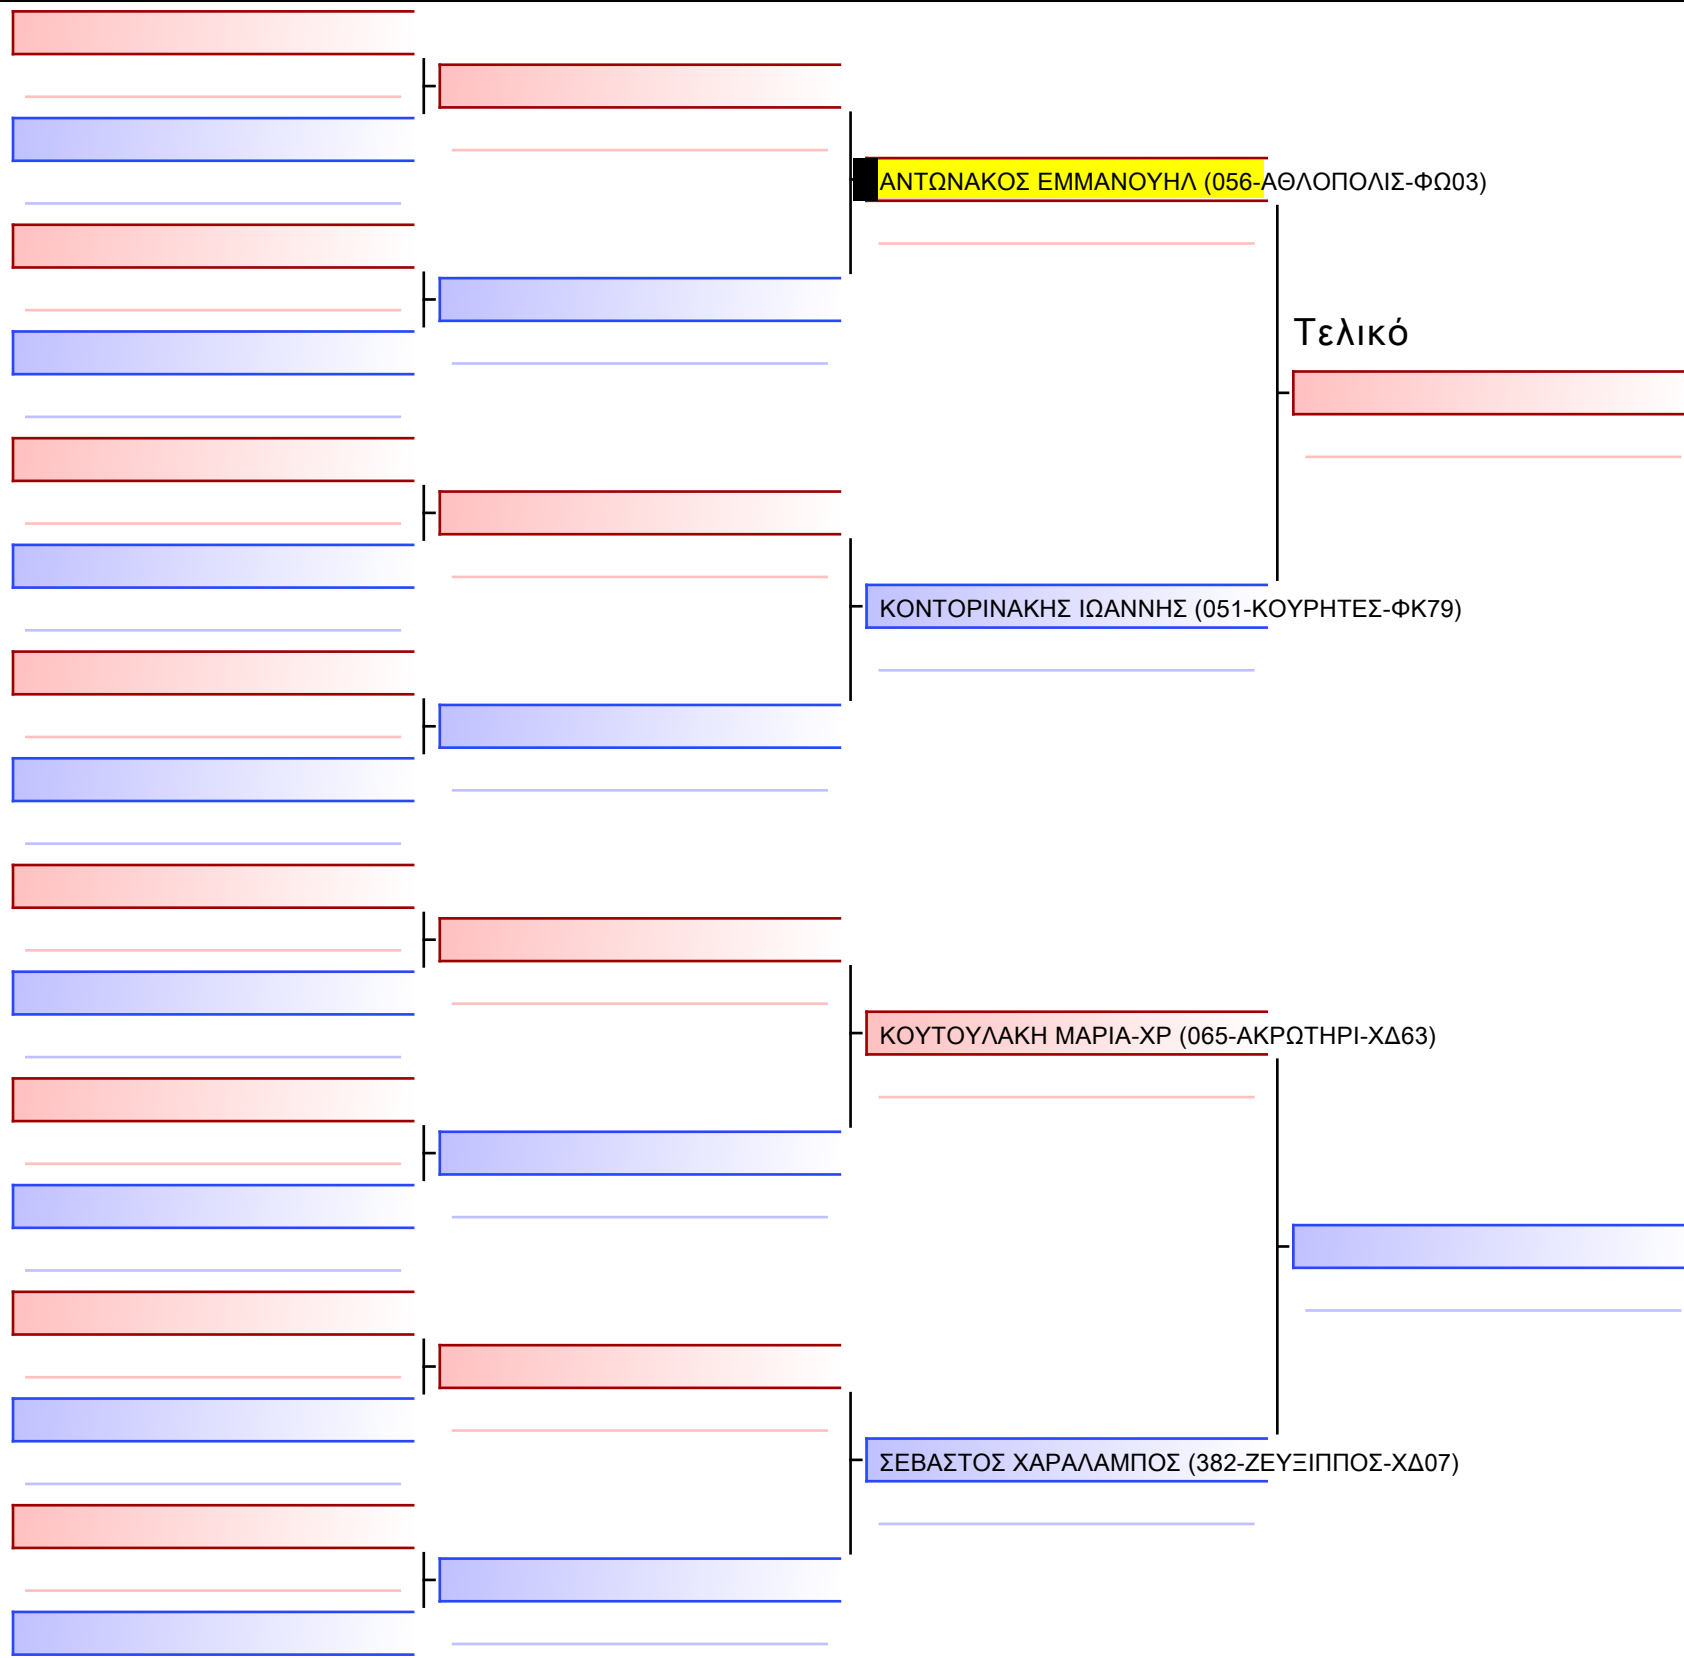 ΑΝΤΩΝΑΚΟΣ ΕΜΜΑΝΟΥΗΛ (056-ΑΘΛΟΠΟΛΙΣ-ΦΩ03)
Τελικό
ΚΟΝΤΟΡΙΝΑΚΗΣ ΙΩΑΝΝΗΣ (051-ΚΟΥΡΗΤΕΣ-ΦΚ79)
ΚΟΥΤΟΥΛΑΚΗ ΜΑΡΙΑ-ΧΡ (065-ΑΚΡΩΤΗΡΙ-ΧΔ63)
ΣΕΒΑΣΤΟΣ ΧΑΡΑΛΑΜΠΟΣ (382-ΖΕΥΞΙΠΠΟΣ-ΧΔ07)